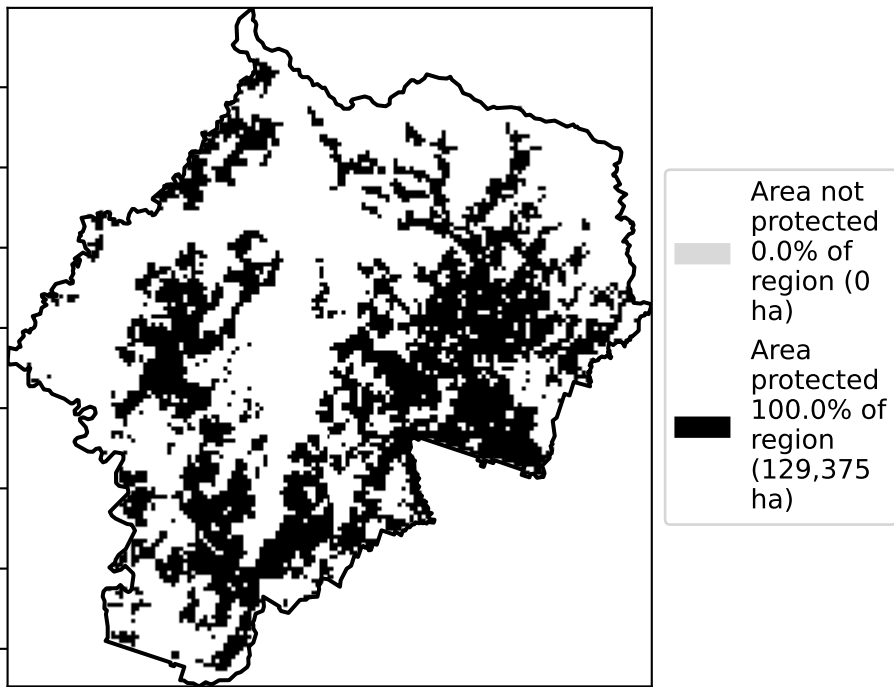 Area not
protected
0.0% of
region (0
ha)
Area
protected
100.0% of
region
(129,375
ha)